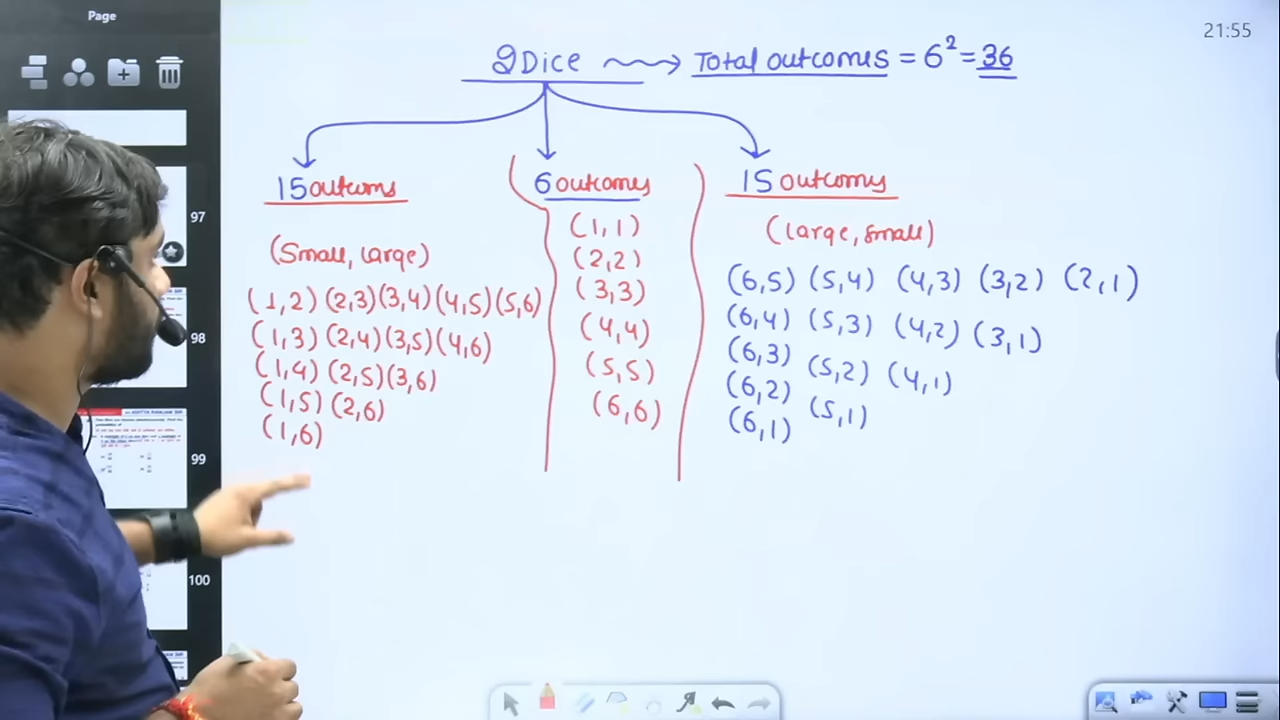 Page
21:55
2Dice → Total outcomes = 6² = 36
15 outcoms
6 outcomes
15 outcomy
(Small, large)
(1,2) (2,3) (3,4) (4,5) (5,6)
(1,3) (2,4) (3,5) (4,6)
(1,4) (2,5) (3,6)
(1,5) (2,6)
(1,6)
(1,1)
(2,2)
(3,3)
(4,4)
(5,5)
(6,6)
(large, small)
(6,5) (5,4) (4,3) (3,2) (2,1)
(6,4) (5,3) (4,2) (3,1)
(6,3) (5,2) (4,1)
(6,2) (5,1)
(6,1)
97
98
99
100